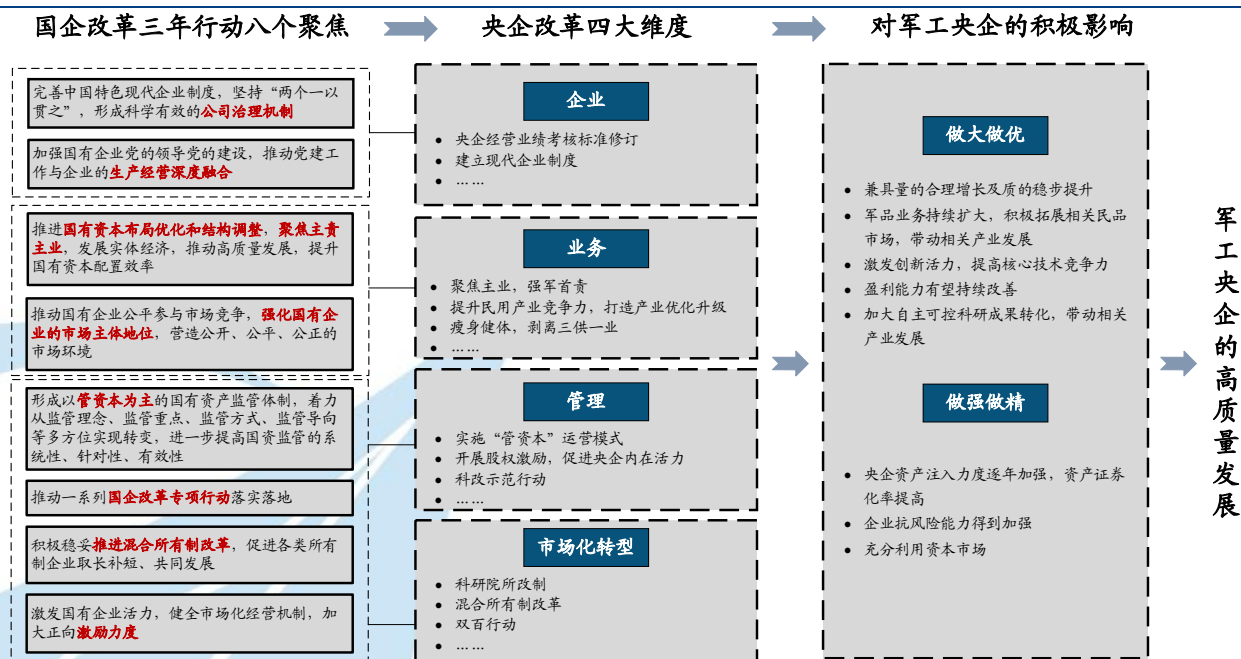 国企改革三年行动八个聚焦
央企改革四大维度
对军工央企的积极影响
完善中国特色现代企业制度，坚持“两个一以
贯之”，形成科学有效的公司治理机制
加强国有企业党的领导党的建设，推动党建工
作与企业的生产经营深度融合
推进国有资本布局优化和结构调整，聚焦主责
主业，发展实体经济，推动高质量发展，提升
国有资本配置效率
推动国有企业公平参与市场竞争，强化国有企
业的市场主体地位，营造公开、公平、公正的
市场环境
形成以管资本为主的国有资产监管体制，着力
从监管理念、监管重点、监管方式、监管导向
等多方位实现转变，进一步提高国资监管的系
统性、针对性、有效性
推动一系列国企改革专项行动落实落地
积极稳妥推进混合所有制改革，促进各类所有
制企业取长补短、共同发展
激发国有企业活力，健全市场化经营机制，加
大正向激励力度
企业
• 央企经营业绩考核标准修订
• 建立现代企业制度
• ……
业务
• 聚焦主业，强军首责
• 提升民用产业竞争力，打造产业优化升级
• 瘦身健体，剥离三供一业
• ……
管理
• 实施“管资本”运营模式
• 开展股权激励，促进央企内在活力
• 科改示范行动
• ……
市场化转型
• 科研院所改制
• 混合所有制改革
• 双百行动
• ……
做大做优
• 兼具量的合理增长及质的稳步提升
• 军品业务持续扩大，积极拓展相关民品
市场，带动相关产业发展
• 激发创新活力，提高核心技术竞争力
• 盈利能力有望持续改善
• 加大自主可控科研成果转化，带动相关
产业发展
做强做精
• 央企资产注入力度逐年加强，资产证券
化率提高
• 企业抗风险能力得到加强
• 充分利用资本市场
军工央企的高质量发展